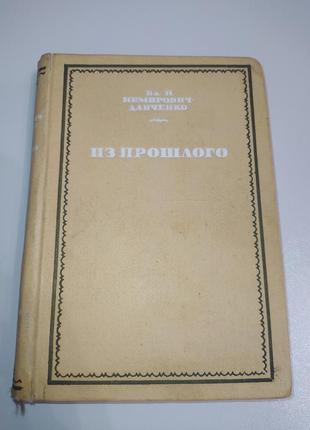 Вл. И.
НЕМИРОВИЧ-
ДАНЧЕНКО
ИЗ ПРОШЛОГО